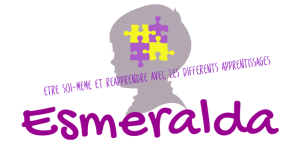 ETRE SOI-MEME ET REAPPRENDRE AVEC LES DIFFERENTS APPRENTISSAGES
Esmeralda